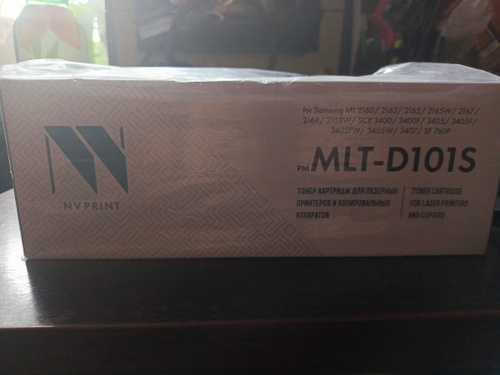 for Samsung ML 2160/ 2162/ 2165/ 2165W/ 2167/
2168/ 2168W/ SCX 3400/ 3400F/ 3405/ 3405F/
3405FW/ 3405W/ 3407/ SF 760P
PM MLT-D101S
NV PRINT
ТОНЕР КАРТРИДЖ ДЛЯ ЛАЗЕРНЫХ
ПРИНТЕРОВ И КОПИРОВАЛЬНЫХ
АППАРАТОВ
TONER CARTRIDGE
FOR LASER PRINTERS
AND COPIERS